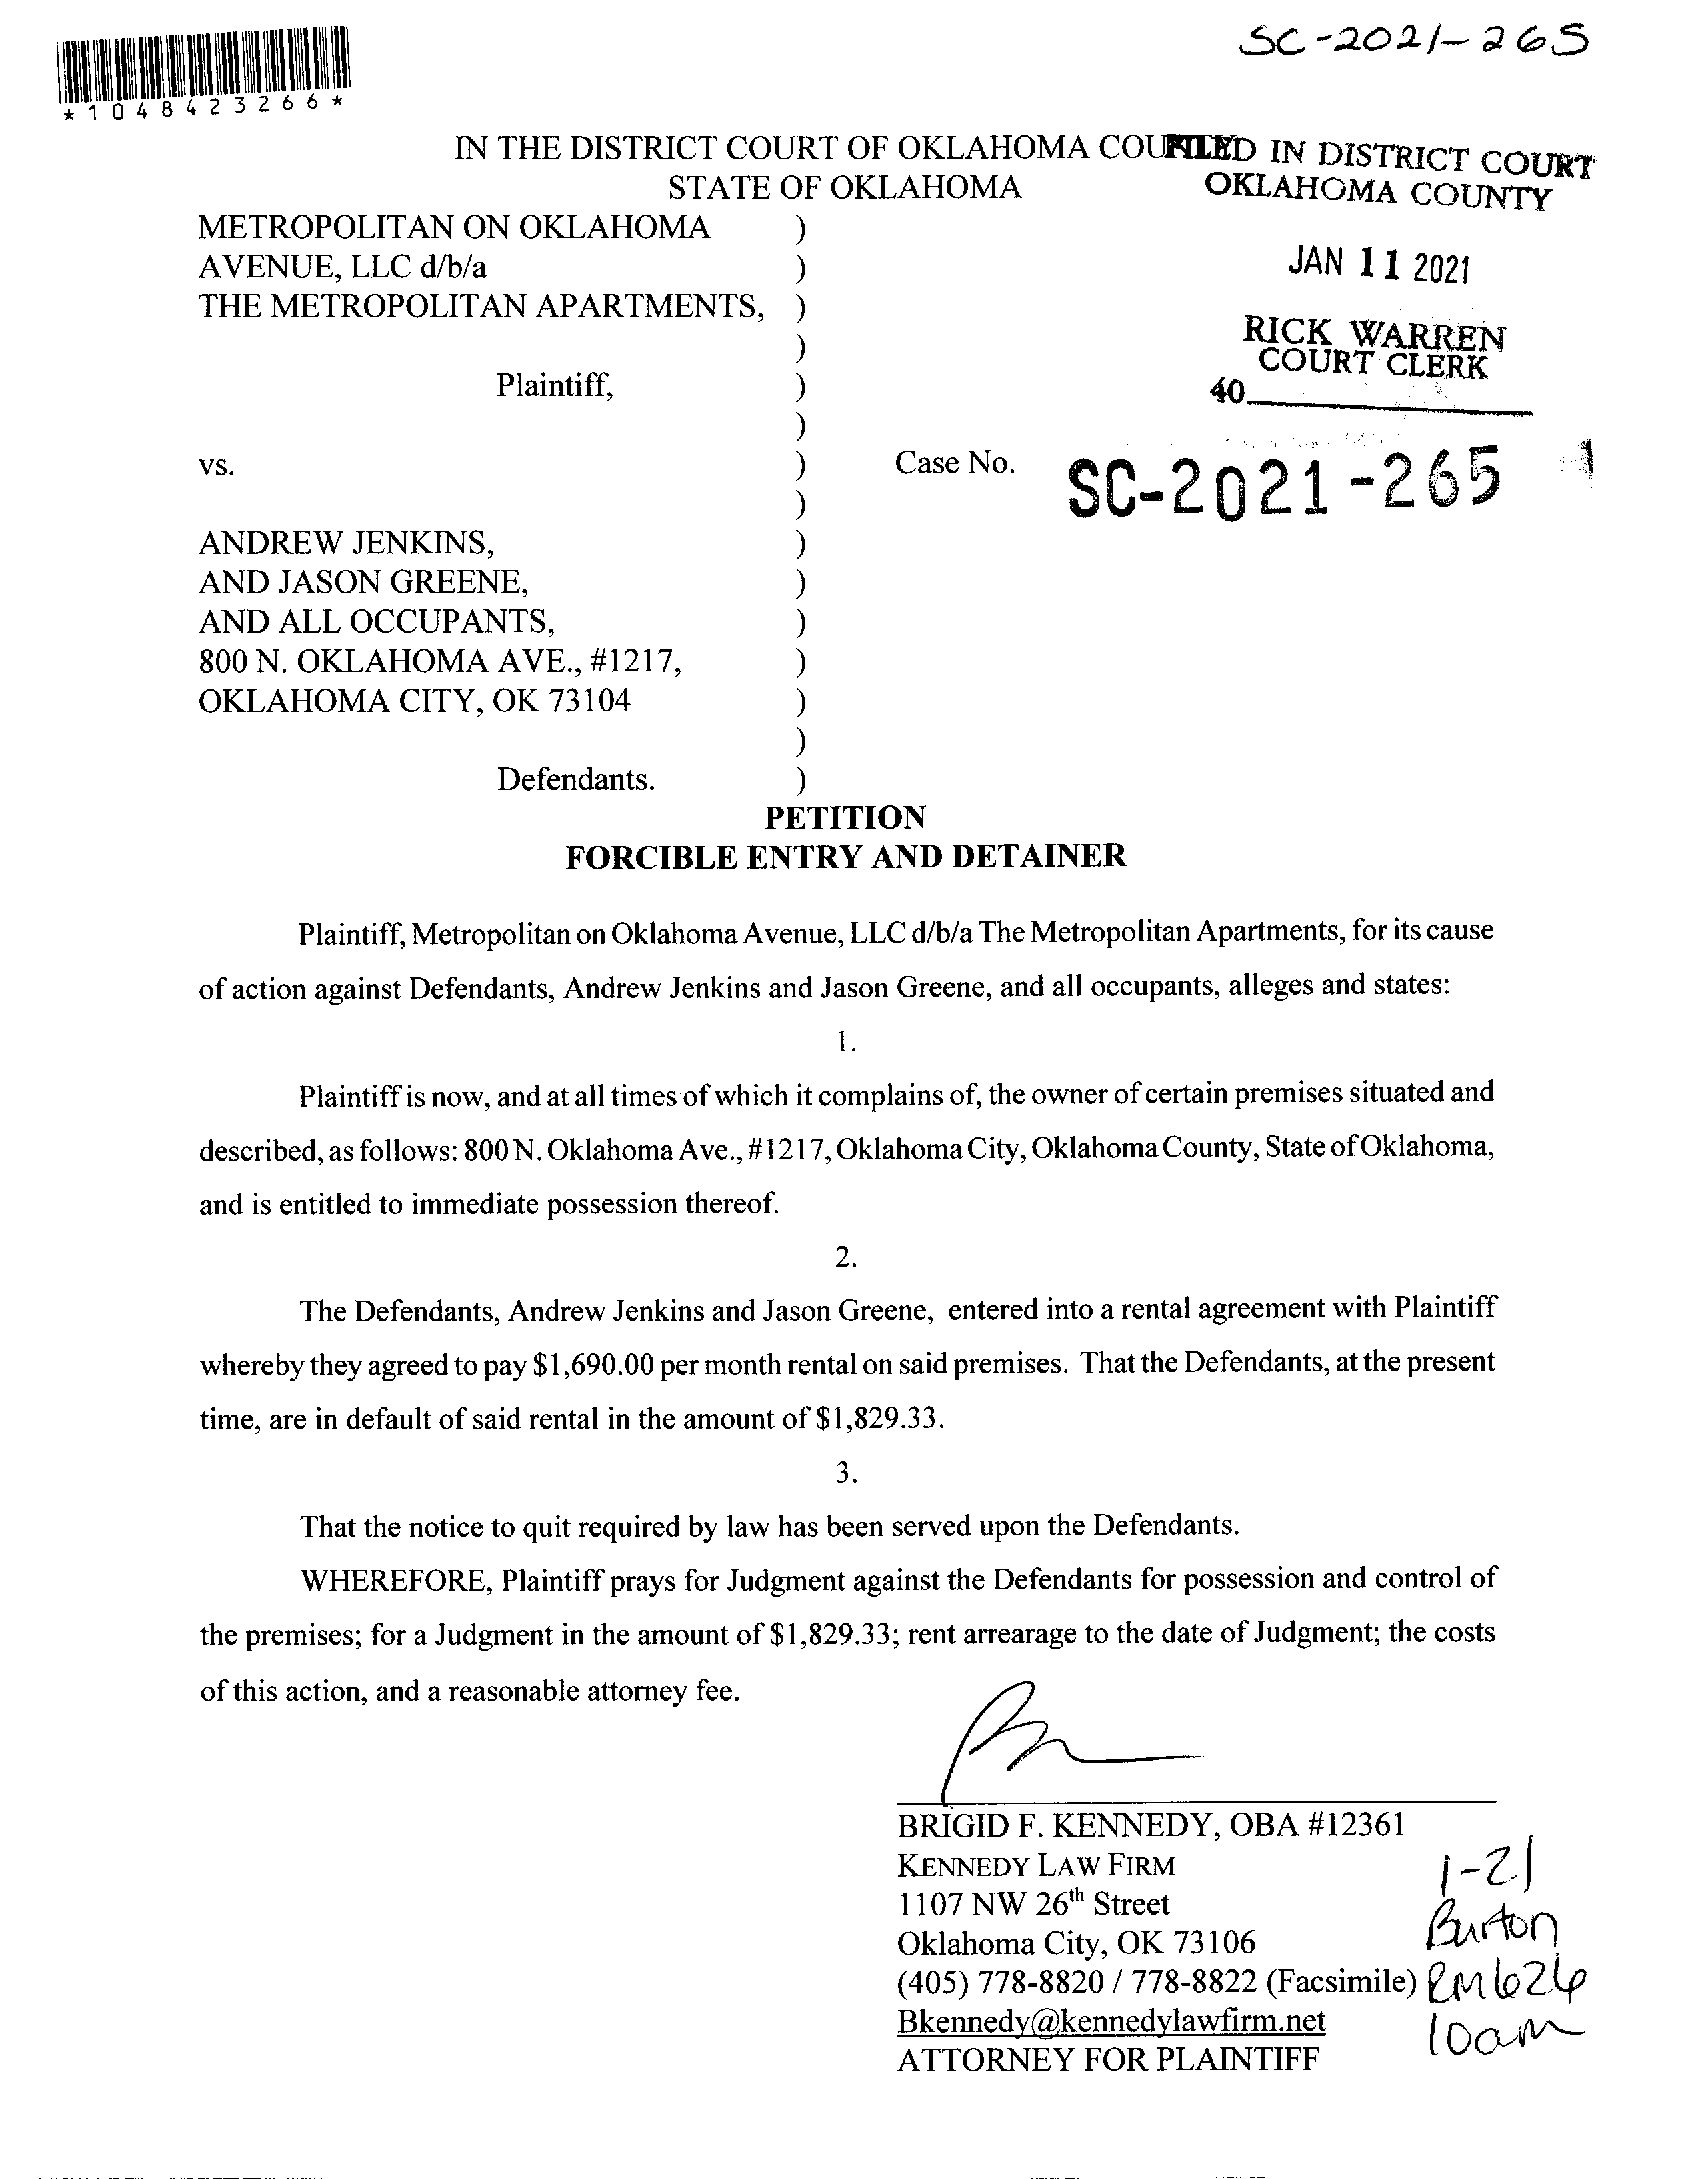 SC-2021-265
*1048423266*
IN THE DISTRICT COURT OF OKLAHOMA COUNTY
STATE OF OKLAHOMA
FILED IN DISTRICT COURT
OKLAHOMA COUNTY
JAN 11 2021
RICK WARREN
COURT CLERK
40
METROPOLITAN ON OKLAHOMA )
AVENUE, LLC d/b/a )
THE METROPOLITAN APARTMENTS, )
)
Plaintiff, )
)
vs. ) Case No. SC-2021-265
)
ANDREW JENKINS, )
AND JASON GREENE, )
AND ALL OCCUPANTS, )
800 N. OKLAHOMA AVE., #1217, )
OKLAHOMA CITY, OK 73104 )
)
Defendants. )
PETITION
FORCIBLE ENTRY AND DETAINER
Plaintiff, Metropolitan on Oklahoma Avenue, LLC d/b/a The Metropolitan Apartments, for its cause
of action against Defendants, Andrew Jenkins and Jason Greene, and all occupants, alleges and states:
1.
Plaintiff is now, and at all times of which it complains of, the owner of certain premises situated and
described, as follows: 800 N. Oklahoma Ave., #1217, Oklahoma City, Oklahoma County, State of Oklahoma,
and is entitled to immediate possession thereof.
2.
The Defendants, Andrew Jenkins and Jason Greene, entered into a rental agreement with Plaintiff
whereby they agreed to pay $1,690.00 per month rental on said premises. That the Defendants, at the present
time, are in default of said rental in the amount of $1,829.33.
3.
That the notice to quit required by law has been served upon the Defendants.
WHEREFORE, Plaintiff prays for Judgment against the Defendants for possession and control of
the premises; for a Judgment in the amount of $1,829.33; rent arrearage to the date of Judgment; the costs
of this action, and a reasonable attorney fee.
BRIGID F. KENNEDY, OBA #12361
KENNEDY LAW FIRM
1107 NW 26th Street
Oklahoma City, OK 73106
(405) 778-8820 / 778-8822 (Facsimile)
Bkennedy@kennedylawfirm.net
ATTORNEY FOR PLAINTIFF
1-21
Burton
RM 626
10am